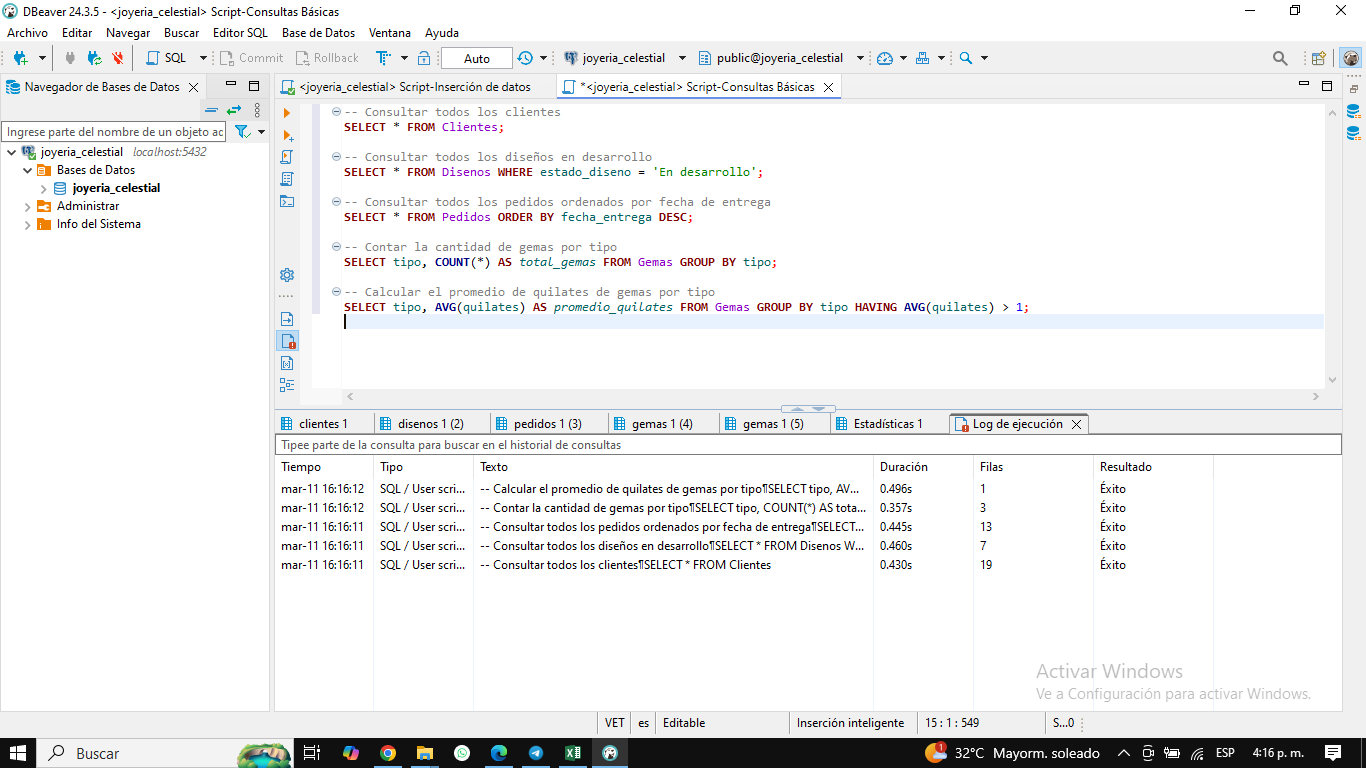 DBeaver 24.3.5 - <joyeria_celestial> Script-Consultas Básicas
Archivo Editar Navegar Buscar Editor SQL Base de Datos Ventana Ayuda
SQL Commit Rollback Auto joyeria_celestial public@joyeria_celestial
Navegador de Bases de Datos
<joyeria_celestial> Script-Inserción de datos
*<joyeria_celestial> Script-Consultas Básicas
Ingrese parte del nombre de un objeto ac
joyeria_celestial localhost:5432
Bases de Datos
joyeria_celestial
Administrar
Info del Sistema
-- Consultar todos los clientes
SELECT * FROM Clientes;
-- Consultar todos los diseños en desarrollo
SELECT * FROM Disenos WHERE estado_diseno = 'En desarrollo';
-- Consultar todos los pedidos ordenados por fecha de entrega
SELECT * FROM Pedidos ORDER BY fecha_entrega DESC;
-- Contar la cantidad de gemas por tipo
SELECT tipo, COUNT(*) AS total_gemas FROM Gemas GROUP BY tipo;
-- Calcular el promedio de quilates de gemas por tipo
SELECT tipo, AVG(quilates) AS promedio_quilates FROM Gemas GROUP BY tipo HAVING AVG(quilates) > 1;
clientes 1 disenos 1 (2) pedidos 1 (3) gemas 1 (4) gemas 1 (5) Estadísticas 1 Log de ejecución
Tipee parte de la consulta para buscar en el historial de consultas
Tiempo Tipo Texto Duración Filas Resultado
mar-11 16:16:12 SQL / User scri... -- Calcular el promedio de quilates de gemas por tipo¶SELECT tipo, AV... 0.496s 1 Éxito
mar-11 16:16:12 SQL / User scri... -- Contar la cantidad de gemas por tipo¶SELECT tipo, COUNT(*) AS tota... 0.357s 3 Éxito
mar-11 16:16:11 SQL / User scri... -- Consultar todos los pedidos ordenados por fecha de entrega¶SELECT... 0.445s 13 Éxito
mar-11 16:16:11 SQL / User scri... -- Consultar todos los diseños en desarrollo¶SELECT * FROM Disenos W... 0.460s 7 Éxito
mar-11 16:16:11 SQL / User scri... -- Consultar todos los clientes¶SELECT * FROM Clientes 0.430s 19 Éxito
Activar Windows
Ve a Configuración para activar Windows.
VET es Editable Inserción inteligente 15 : 1 : 549 S...0
Buscar 1 32°C Mayorm. soleado ESP 4:16 p. m.